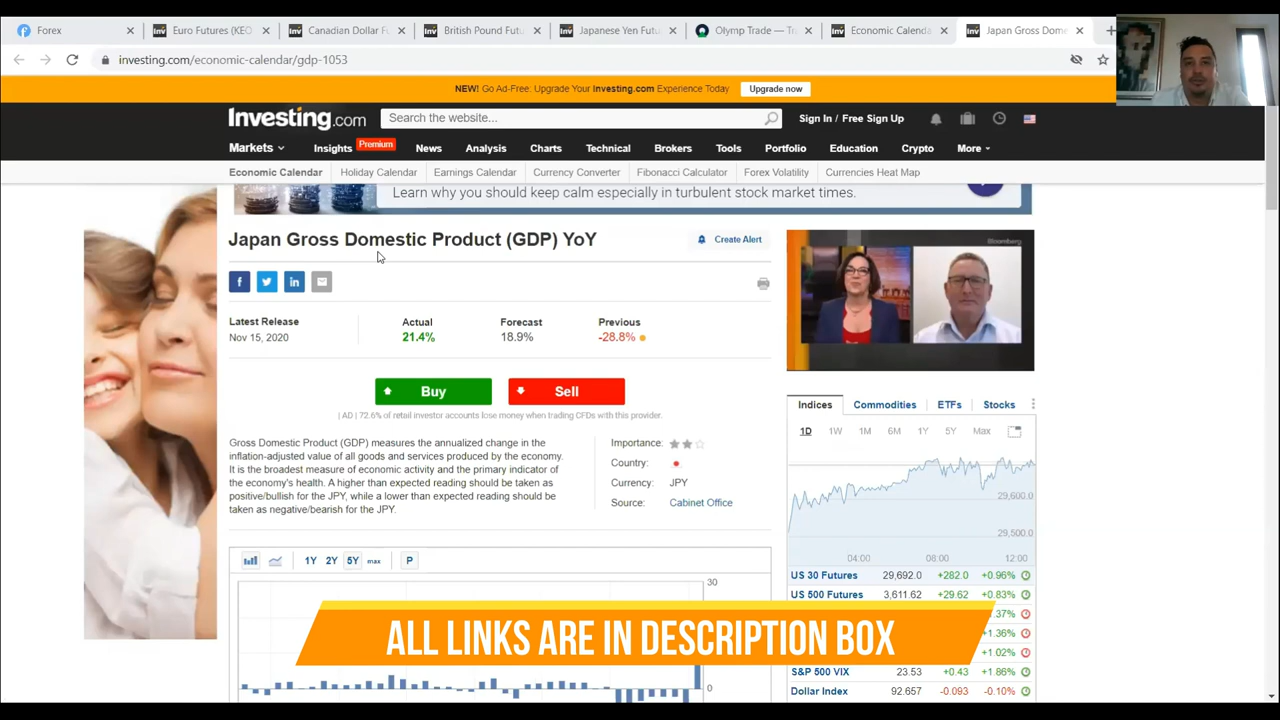 Forex
Euro Futures (KEO
Canadian Dollar F
British Pound Futu
Japanese Yen Futu
Olymp Trade — Tr
Economic Calenda
Japan Gross Dome
investing.com/economic-calendar/gdp-1053
NEW! Go Ad-Free: Upgrade Your Investing.com Experience Today
Upgrade now
Investing.com
Search the website...
Sign In / Free Sign Up
Markets
Insights
Premium
News
Analysis
Charts
Technical
Brokers
Tools
Portfolio
Education
Crypto
More
Economic Calendar
Holiday Calendar
Earnings Calendar
Currency Converter
Fibonacci Calculator
Forex Volatility
Currencies Heat Map
Learn why you should keep calm especially in turbulent stock market times.
Japan Gross Domestic Product (GDP) YoY
Create Alert
Bloomberg
Latest Release
Nov 15, 2020
Actual
21.4%
Forecast
18.9%
Previous
-28.8%
Buy
Sell
| AD | 72.6% of retail investor accounts lose money when trading CFDs with this provider.
Gross Domestic Product (GDP) measures the annualized change in the
inflation-adjusted value of all goods and services produced by the economy.
It is the broadest measure of economic activity and the primary indicator of
the economy's health. A higher than expected reading should be taken as
positive/bullish for the JPY, while a lower than expected reading should be
taken as negative/bearish for the JPY.
Importance:
Country:
Currency: JPY
Source: Cabinet Office
Indices
Commodities
ETFs
Stocks
1D
1W
1M
6M
1Y
5Y
Max
29,600.0
29,500.0
04:00
08:00
12:00
US 30 Futures 29,692.0 +282.0 +0.96%
US 500 Futures 3,611.62 +29.62 +0.83%
.37%
1.36%
+1.02%
S&P 500 VIX 23.53 +0.43 +1.86%
Dollar Index 92.657 -0.093 -0.10%
1Y
2Y
5Y
max
P
30
0
ALL LINKS ARE IN DESCRIPTION BOX